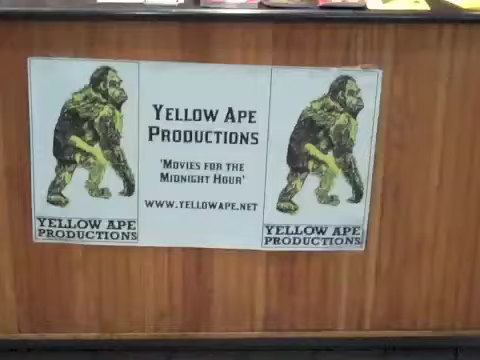 YELLOW APE
PRODUCTIONS
YELLOW APE
PRODUCTIONS
'MOVIES FOR THE
MIDNIGHT HOUR'
WWW.YELLOWAPE.NET
YELLOW APE
PRODUCTIONS